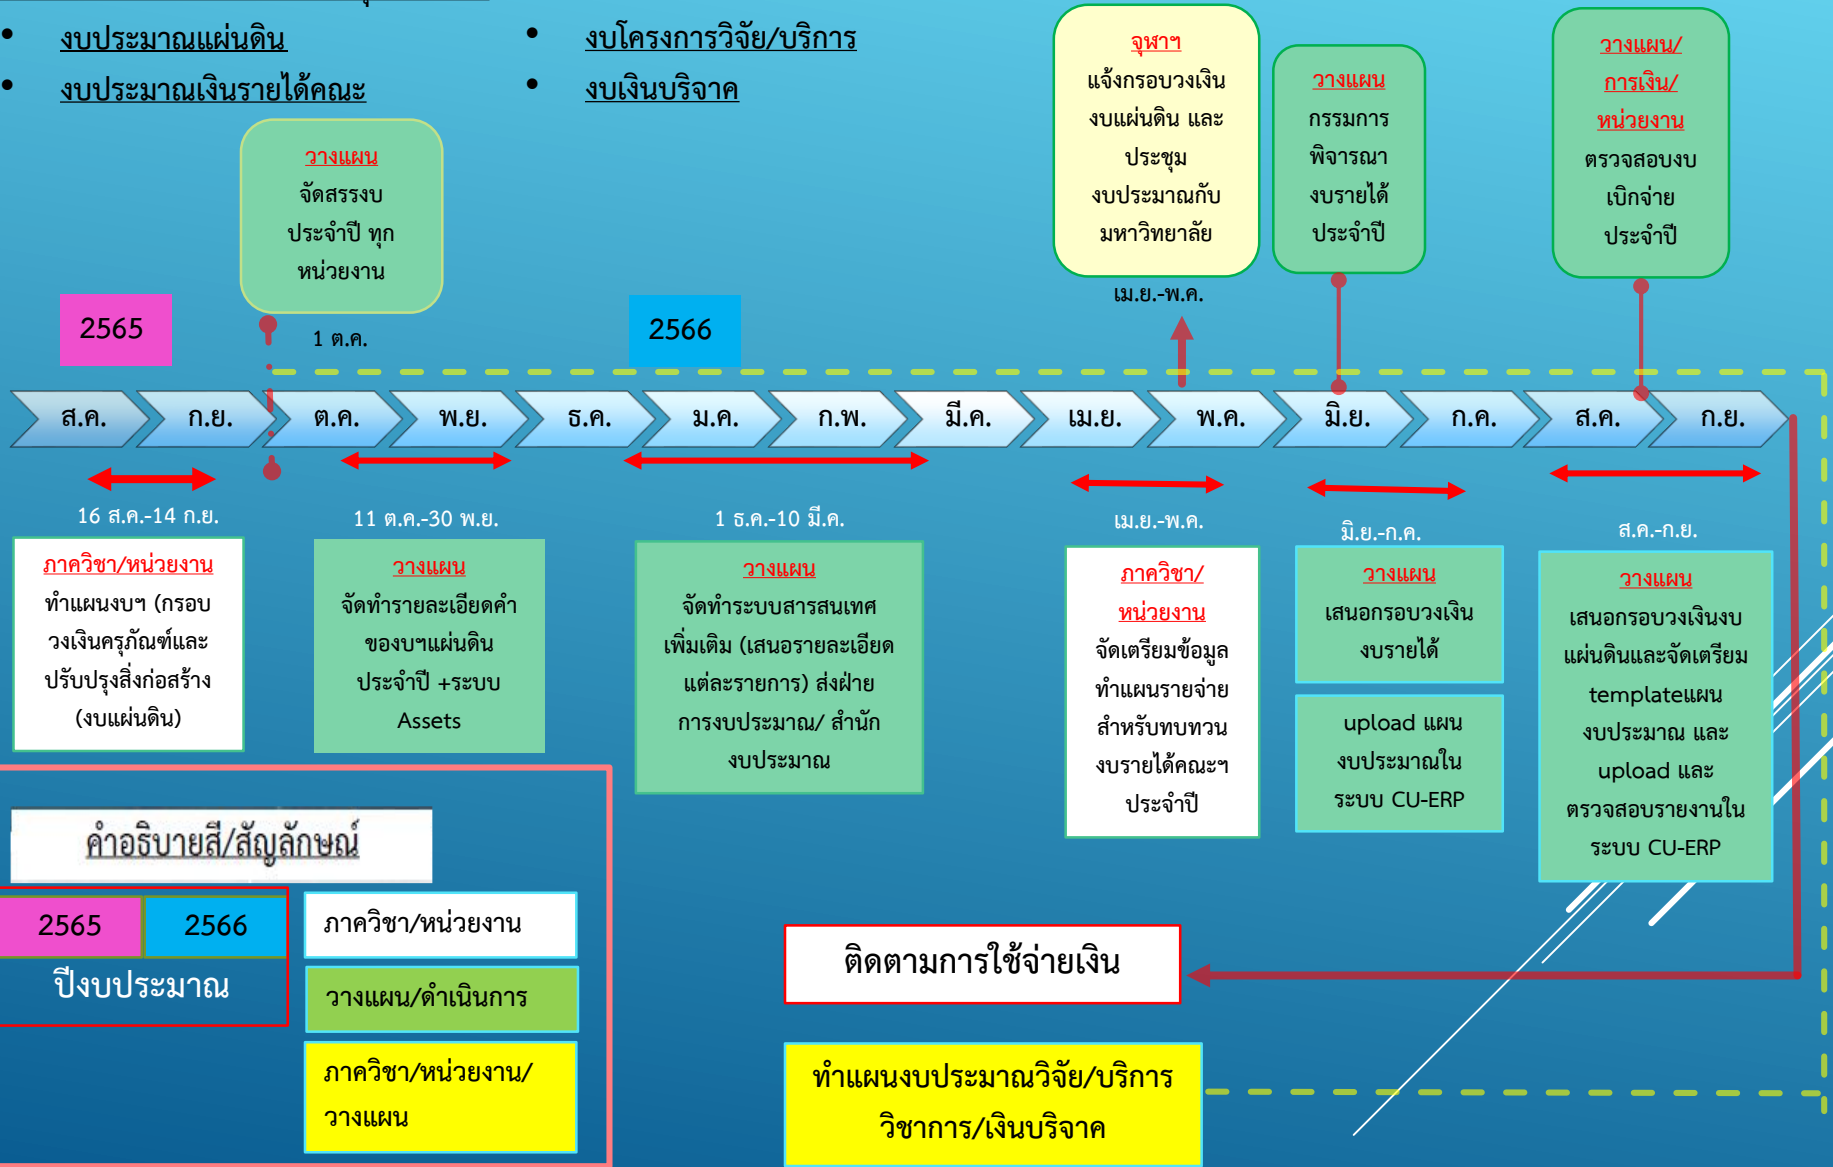 งบประมาณแผ่นดิน
งบประมาณเงินรายได้คณะ
งบโครงการวิจัย/บริการ
งบเงินบริจาค
วางแผน
จัดสรรงบ
ประจำปี ทุก
หน่วยงาน
1 ต.ค.
จุฬาฯ
แจ้งกรอบวงเงิน
งบแผ่นดิน และ
ประชุม
งบประมาณกับ
มหาวิทยาลัย
เม.ย.-พ.ค.
วางแผน
กรรมการ
พิจารณา
งบรายได้
ประจำปี
วางแผน/
การเงิน/
หน่วยงาน
ตรวจสอบงบ
เบิกจ่าย
ประจำปี
2565
2566
ส.ค.
ก.ย.
ต.ค.
พ.ย.
ธ.ค.
ม.ค.
ก.พ.
มี.ค.
เม.ย.
พ.ค.
มิ.ย.
ก.ค.
ส.ค.
ก.ย.
16 ส.ค.-14 ก.ย.
ภาควิชา/หน่วยงาน
ทำแผนงบฯ (กรอบ
วงเงินครุภัณฑ์และ
ปรับปรุงสิ่งก่อสร้าง
(งบแผ่นดิน)
11 ต.ค.-30 พ.ย.
วางแผน
จัดทำรายละเอียดคำ
ของบฯแผ่นดิน
ประจำปี +ระบบ
Assets
1 ธ.ค.-10 มี.ค.
วางแผน
จัดทำระบบสารสนเทศ
เพิ่มเติม (เสนอรายละเอียด
แต่ละรายการ) ส่งฝ่าย
การงบประมาณ/ สำนัก
งบประมาณ
เม.ย.-พ.ค.
ภาควิชา/
หน่วยงาน
จัดเตรียมข้อมูล
ทำแผนรายจ่าย
สำหรับทบทวน
งบรายได้คณะฯ
ประจำปี
มิ.ย.-ก.ค.
วางแผน
เสนอกรอบวงเงิน
งบรายได้
upload แผน
งบประมาณใน
ระบบ CU-ERP
ส.ค.-ก.ย.
วางแผน
เสนอกรอบวงเงินงบ
แผ่นดินและจัดเตรียม
templateแผน
งบประมาณ และ
upload และ
ตรวจสอบรายงานใน
ระบบ CU-ERP
คำอธิบายสี/สัญลักษณ์
2565
2566
ปีงบประมาณ
ภาควิชา/หน่วยงาน
วางแผน/ดำเนินการ
ภาควิชา/หน่วยงาน/
วางแผน
ติดตามการใช้จ่ายเงิน
ทำแผนงบประมาณวิจัย/บริการ
วิชาการ/เงินบริจาค